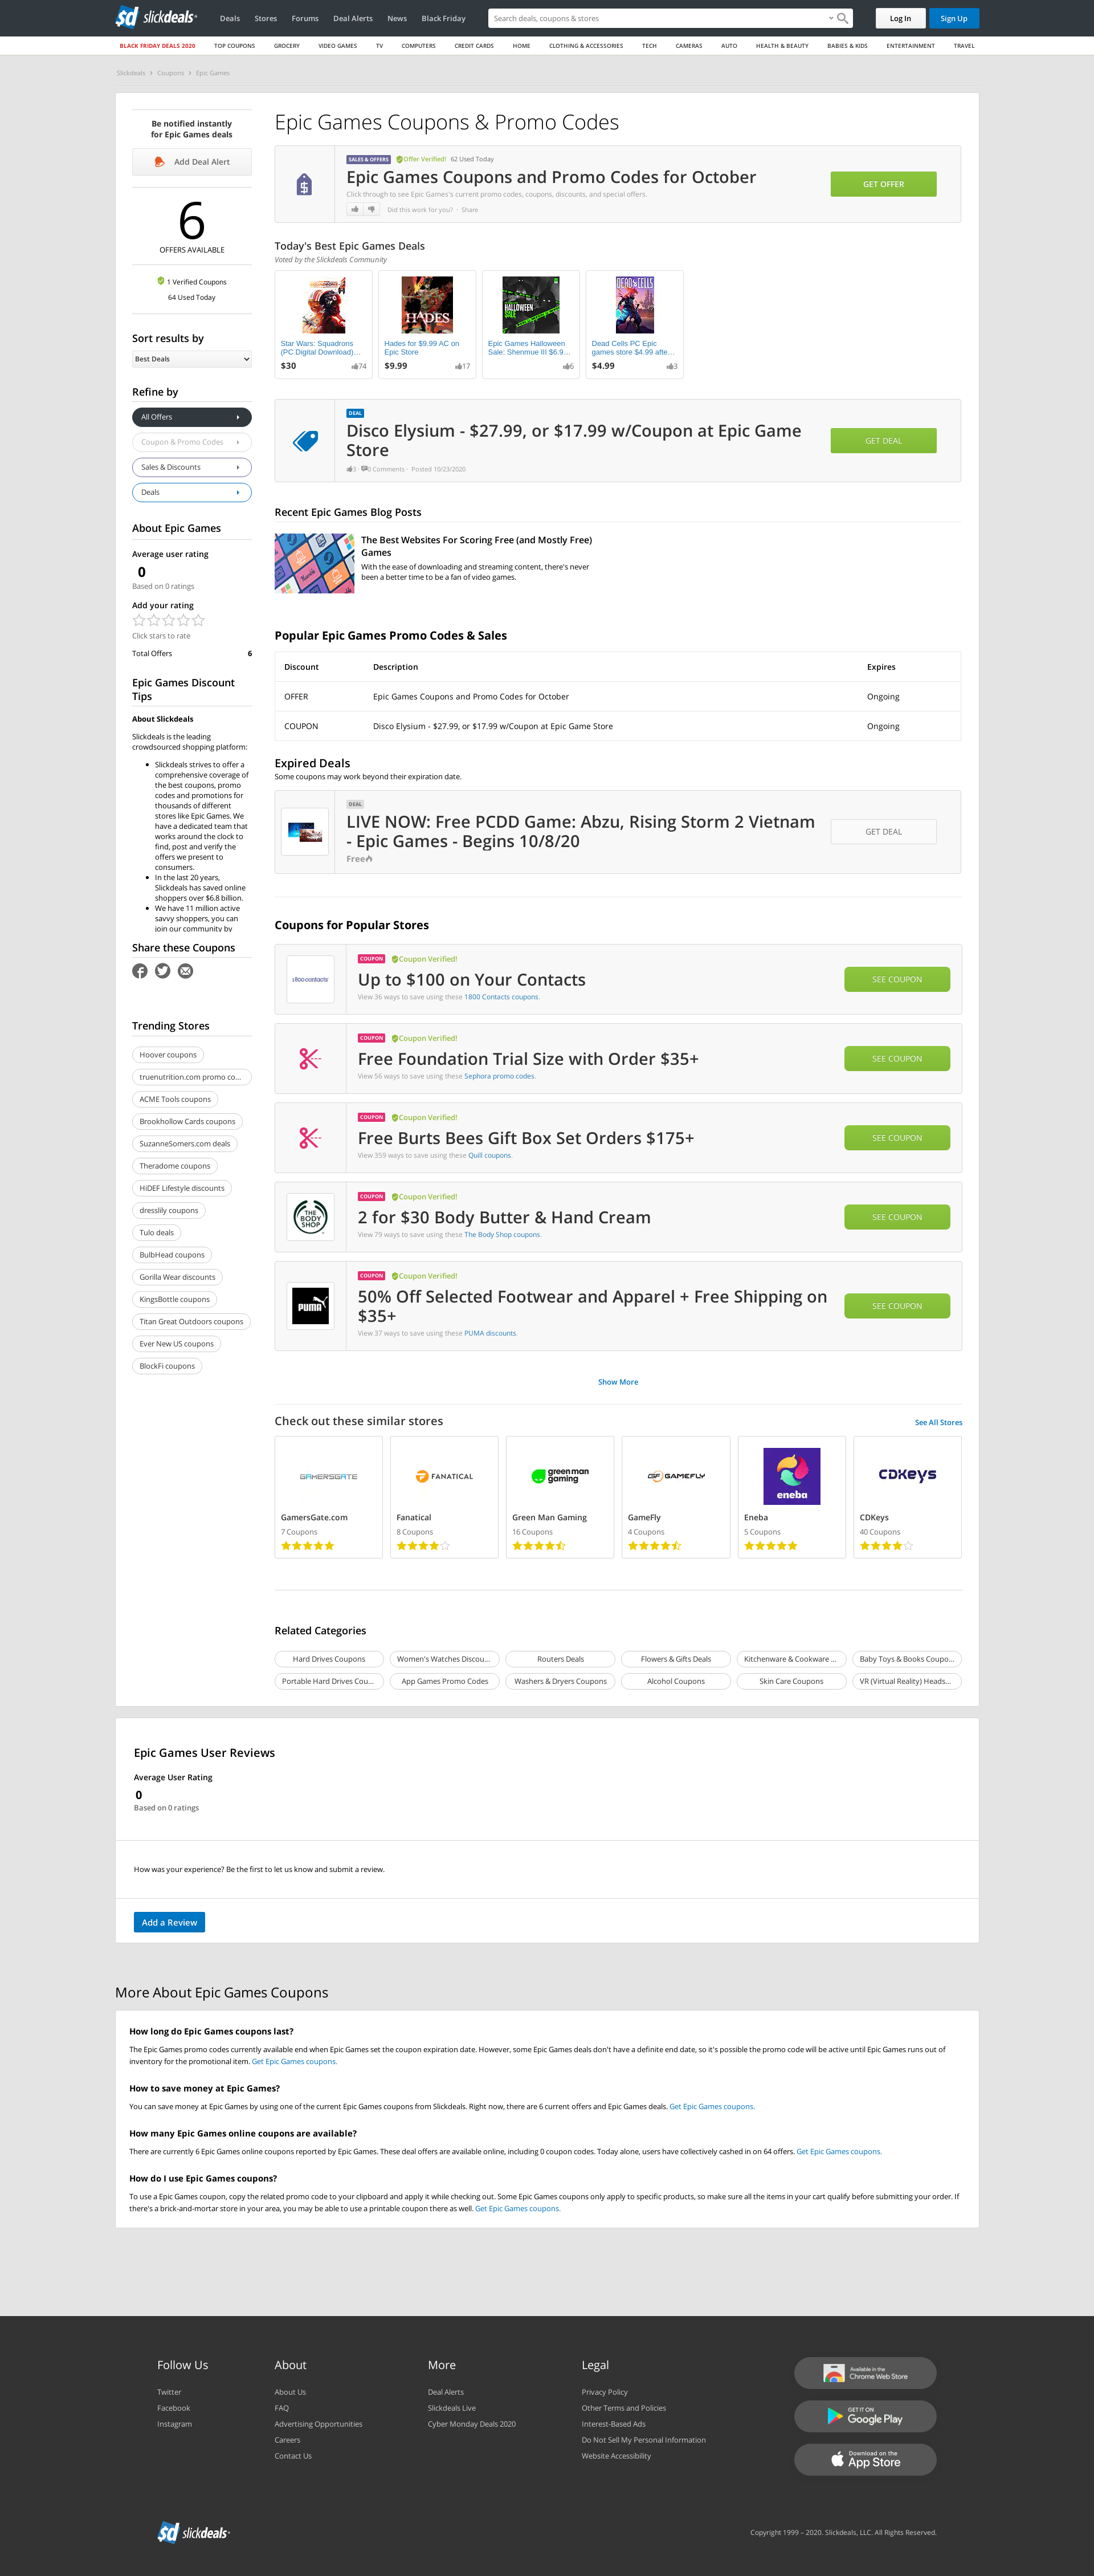 sd slickdeals
Deals Stores Forums Deal Alerts News Black Friday
Search deals, coupons & stores
Log In
Sign Up
BLACK FRIDAY DEALS 2020 TOP COUPONS GROCERY VIDEO GAMES TV COMPUTERS CREDIT CARDS HOME CLOTHING & ACCESSORIES TECH CAMERAS AUTO HEALTH & BEAUTY BABIES & KIDS ENTERTAINMENT TRAVEL
Slickdeals › Coupons › Epic Games
Be notified instantly
for Epic Games deals
Add Deal Alert
6
OFFERS AVAILABLE
1 Verified Coupons
64 Used Today
Sort results by
Best Deals
Refine by
All Offers
Coupon & Promo Codes
Sales & Discounts
Deals
About Epic Games
Average user rating
0
Based on 0 ratings
Add your rating
Click stars to rate
Total Offers 6
Epic Games Discount
Tips
About Slickdeals
Slickdeals is the leading
crowdsourced shopping platform:
Slickdeals strives to offer a
comprehensive coverage of
the best coupons, promo
codes and promotions for
thousands of different
stores like Epic Games. We
have a dedicated team that
works around the clock to
find, post and verify the
offers we present to
consumers.
In the last 20 years,
Slickdeals has saved online
shoppers over $6.8 billion.
We have 11 million active
savvy shoppers, you can
join our community by
Share these Coupons
Trending Stores
Hoover coupons
truenutrition.com promo co...
ACME Tools coupons
Brookhollow Cards coupons
SuzanneSomers.com deals
Theradome coupons
HiDEF Lifestyle discounts
dresslily coupons
Tulo deals
BulbHead coupons
Gorilla Wear discounts
KingsBottle coupons
Titan Great Outdoors coupons
Ever New US coupons
BlockFi coupons
Epic Games Coupons & Promo Codes
SALES & OFFERS Offer Verified! 62 Used Today
Epic Games Coupons and Promo Codes for October
Click through to see Epic Games's current promo codes, coupons, discounts, and special offers.
Did this work for you? · Share
GET OFFER
Today's Best Epic Games Deals
Voted by the Slickdeals Community
Star Wars: Squadrons
(PC Digital Download)...
$30 74
HADES
Hades for $9.99 AC on
Epic Store
$9.99 17
HALLOWEEN
SALE
Epic Games Halloween
Sale: Shenmue III $6.9...
6
DEAD CELLS
Dead Cells PC Epic
games store $4.99 afte...
$4.99 3
DEAL
Disco Elysium - $27.99, or $17.99 w/Coupon at Epic Game
Store
3 · 0 Comments · Posted 10/23/2020
GET DEAL
Recent Epic Games Blog Posts
The Best Websites For Scoring Free (and Mostly Free)
Games
With the ease of downloading and streaming content, there's never
been a better time to be a fan of video games.
Popular Epic Games Promo Codes & Sales
Discount Description Expires
OFFER Epic Games Coupons and Promo Codes for October Ongoing
COUPON Disco Elysium - $27.99, or $17.99 w/Coupon at Epic Game Store Ongoing
Expired Deals
Some coupons may work beyond their expiration date.
DEAL
LIVE NOW: Free PCDD Game: Abzu, Rising Storm 2 Vietnam
- Epic Games - Begins 10/8/20
Free
GET DEAL
Coupons for Popular Stores
1800contacts
COUPON Coupon Verified!
Up to $100 on Your Contacts
View 36 ways to save using these 1800 Contacts coupons.
SEE COUPON
COUPON Coupon Verified!
Free Foundation Trial Size with Order $35+
View 56 ways to save using these Sephora promo codes.
SEE COUPON
COUPON Coupon Verified!
Free Burts Bees Gift Box Set Orders $175+
View 359 ways to save using these Quill coupons.
SEE COUPON
THE BODY SHOP
COUPON Coupon Verified!
2 for $30 Body Butter & Hand Cream
View 79 ways to save using these The Body Shop coupons.
SEE COUPON
PUMA
COUPON Coupon Verified!
50% Off Selected Footwear and Apparel + Free Shipping on
$35+
View 37 ways to save using these PUMA discounts.
SEE COUPON
Show More
Check out these similar stores
See All Stores
GAMERSGATE
GamersGate.com
7 Coupons
FANATICAL
Fanatical
8 Coupons
green man gaming
Green Man Gaming
16 Coupons
GAMEFLY
GameFly
4 Coupons
eneba
Eneba
5 Coupons
CDKeys
CDKeys
40 Coupons
Related Categories
Hard Drives Coupons Women's Watches Discou... Routers Deals Flowers & Gifts Deals Kitchenware & Cookware ... Baby Toys & Books Coupo...
Portable Hard Drives Cou... App Games Promo Codes Washers & Dryers Coupons Alcohol Coupons Skin Care Coupons VR (Virtual Reality) Heads...
Epic Games User Reviews
Average User Rating
0
Based on 0 ratings
How was your experience? Be the first to let us know and submit a review.
Add a Review
More About Epic Games Coupons
How long do Epic Games coupons last?
The Epic Games promo codes currently available end when Epic Games set the coupon expiration date. However, some Epic Games deals don't have a definite end date, so it's possible the promo code will be active until Epic Games runs out of
inventory for the promotional item. Get Epic Games coupons.
How to save money at Epic Games?
You can save money at Epic Games by using one of the current Epic Games coupons from Slickdeals. Right now, there are 6 current offers and Epic Games deals. Get Epic Games coupons.
How many Epic Games online coupons are available?
There are currently 6 Epic Games online coupons reported by Epic Games. These deal offers are available online, including 0 coupon codes. Today alone, users have collectively cashed in on 64 offers. Get Epic Games coupons.
How do I use Epic Games coupons?
To use a Epic Games coupon, copy the related promo code to your clipboard and apply it while checking out. Some Epic Games coupons only apply to specific products, so make sure all the items in your cart qualify before submitting your order. If
there's a brick-and-mortar store in your area, you may be able to use a printable coupon there as well. Get Epic Games coupons.
Follow Us
Twitter
Facebook
Instagram
About
About Us
FAQ
Advertising Opportunities
Careers
Contact Us
More
Deal Alerts
Slickdeals Live
Cyber Monday Deals 2020
Legal
Privacy Policy
Other Terms and Policies
Interest-Based Ads
Do Not Sell My Personal Information
Website Accessibility
Available in the
Chrome Web Store
GET IT ON
Google Play
Download on the
App Store
sd slickdeals
Copyright 1999 – 2020. Slickdeals, LLC. All Rights Reserved.